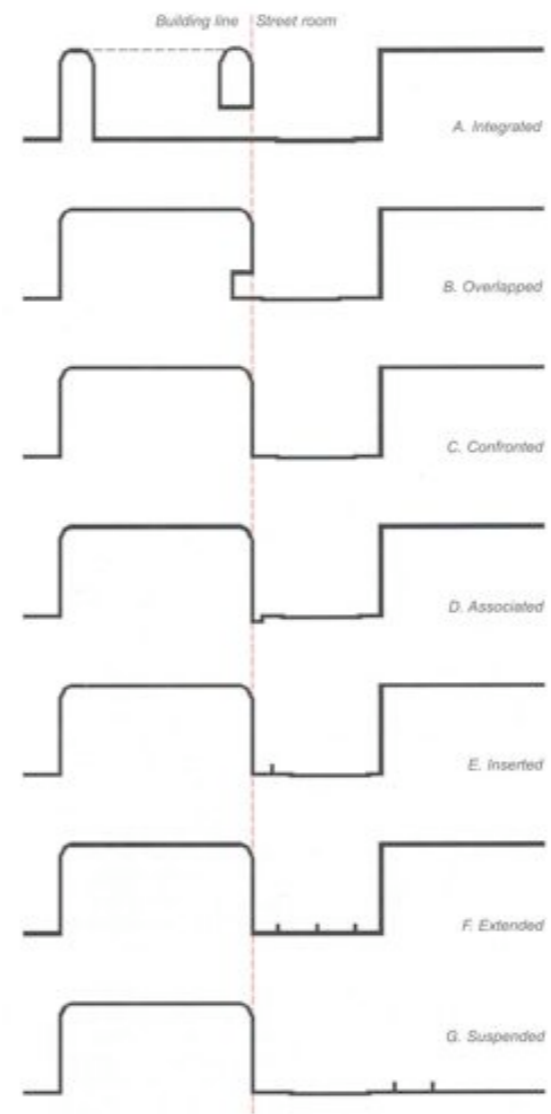 Building line Street room
A. Integrated
B. Overlapped
C. Confronted
D. Associated
E. Inserted
F. Extended
G. Suspended